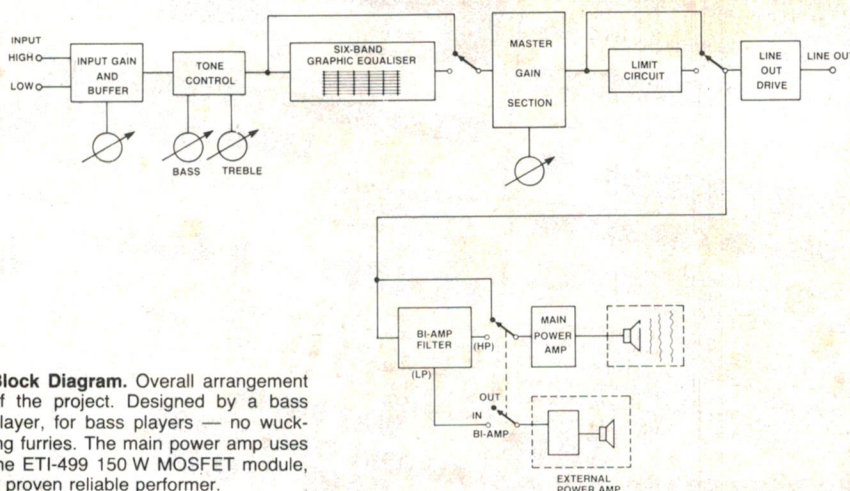 INPUT
HIGH
LOW
INPUT GAIN
AND
BUFFER
TONE
CONTROL
BASS
TREBLE
SIX-BAND
GRAPHIC EQUALISER
MASTER
GAIN
SECTION
LIMIT
CIRCUIT
LINE
OUT
DRIVE
LINE OUT
BI-AMP
FILTER
(HP)
(LP)
MAIN
POWER
AMP
OUT
IN
BI-AMP
EXTERNAL
POWER AMP
Block Diagram. Overall arrangement
of the project. Designed by a bass
player, for bass players — no wuck-
ing furries. The main power amp uses
the ETI-499 150 W MOSFET module,
proven reliable performer.